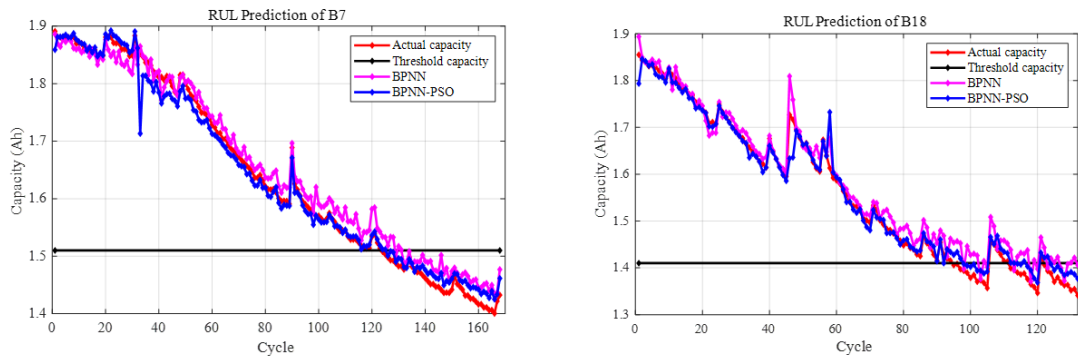 RUL Prediction of B7
1.9
1.8
1.7
1.6
1.5
1.4
Capacity (Ah)
0
20
40
60
80
100
120
140
160
Cycle
Actual capacity
Threshold capacity
BPNN
BPNN-PSO
RUL Prediction of B18
1.9
1.8
1.7
1.6
1.5
1.4
1.3
Capacity (Ah)
0
20
40
60
80
100
120
Cycle
Actual capacity
Threshold capacity
BPNN
BPNN-PSO